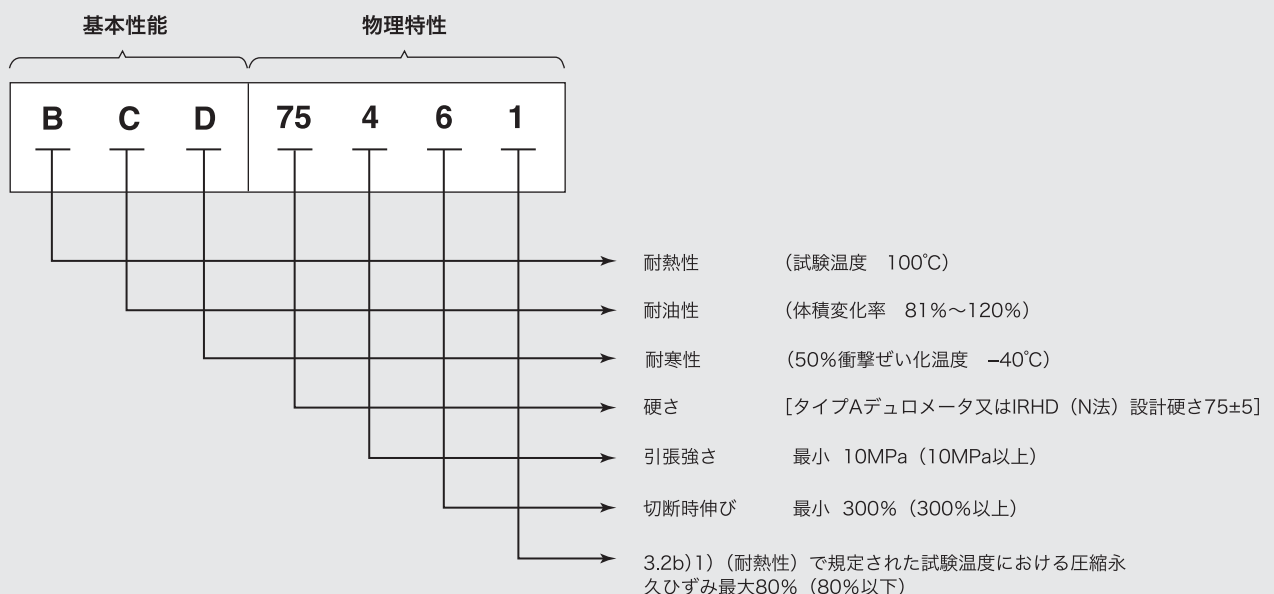 基本性能 物理特性
B C D 75 4 6 1
耐熱性 （試験温度 100℃）
耐油性 （体積変化率 81%〜120%）
耐寒性 （50%衝撃ぜい化温度 −40℃）
硬さ ［タイプAデュロメータ又はIRHD（N法）設計硬さ75±5］
引張強さ 最小 10MPa（10MPa以上）
切断時伸び 最小 300%（300%以上）
3.2b)1)（耐熱性）で規定された試験温度における圧縮永
久ひずみ最大80%（80%以下）